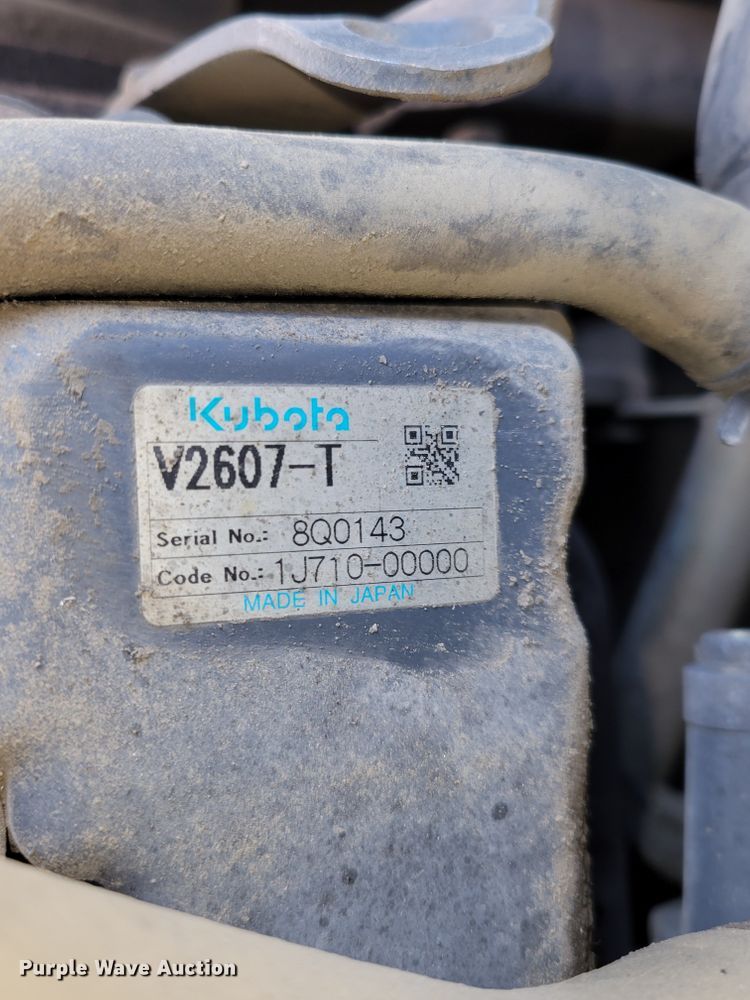 Kubota
V2607-T
Serial No.: 8Q0143
Code No.: 1J710-00000
MADE IN JAPAN
Purple Wave Auction